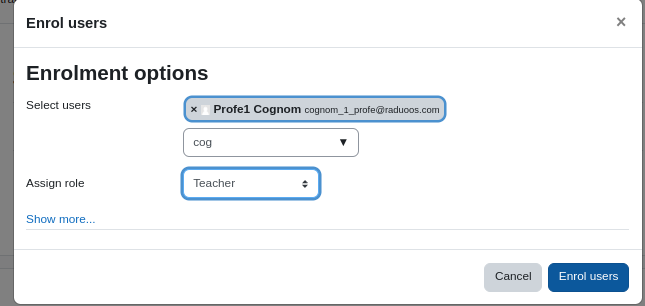 Enrol users ×
Enrolment options
Select users
× Profe1 Cognom cognom_1_profe@raduoos.com
cog ▼
Assign role Teacher
Show more...
Cancel Enrol users